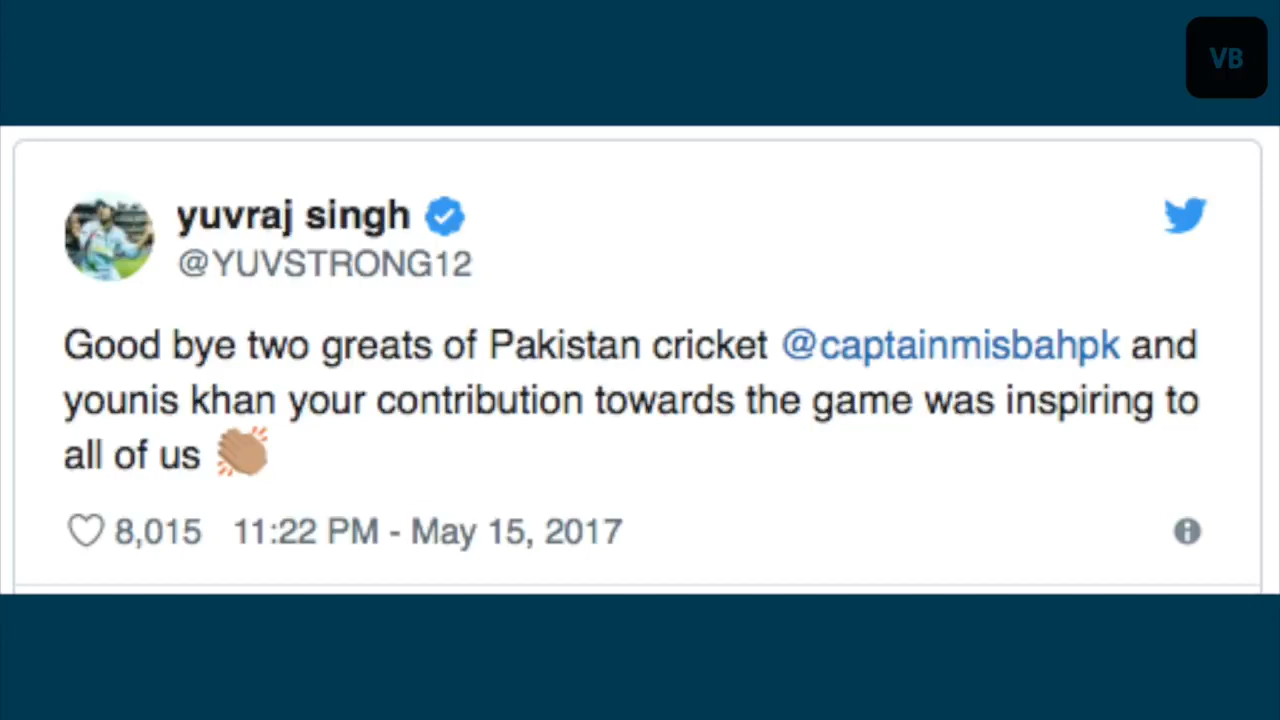 VB
yuvraj singh
@YUVSTRONG12
Good bye two greats of Pakistan cricket @captainmisbahpk and
younis khan your contribution towards the game was inspiring to
all of us 👏🏽
8,015 11:22 PM - May 15, 2017